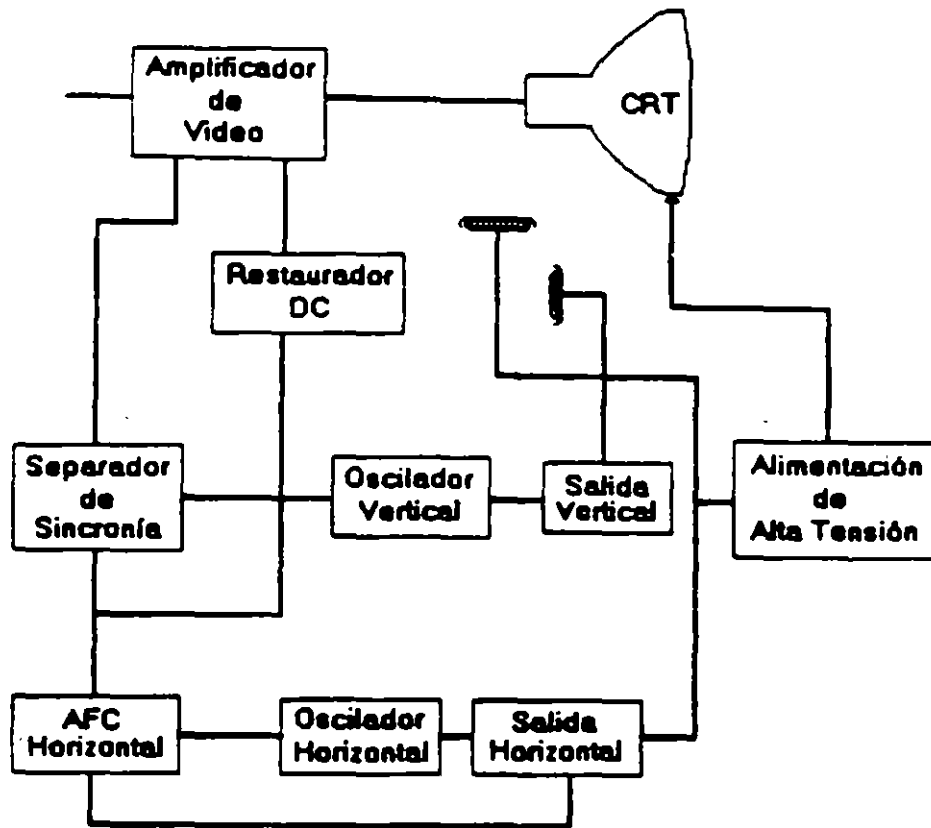 Amplificador
de
Video
CRT
Restaurador
DC
Separador
de
Sincronía
Oscilador
Vertical
Salida
Vertical
Alimentación
de
Alta Tensión
AFC
Horizontal
Oscilador
Horizontal
Salida
Horizontal